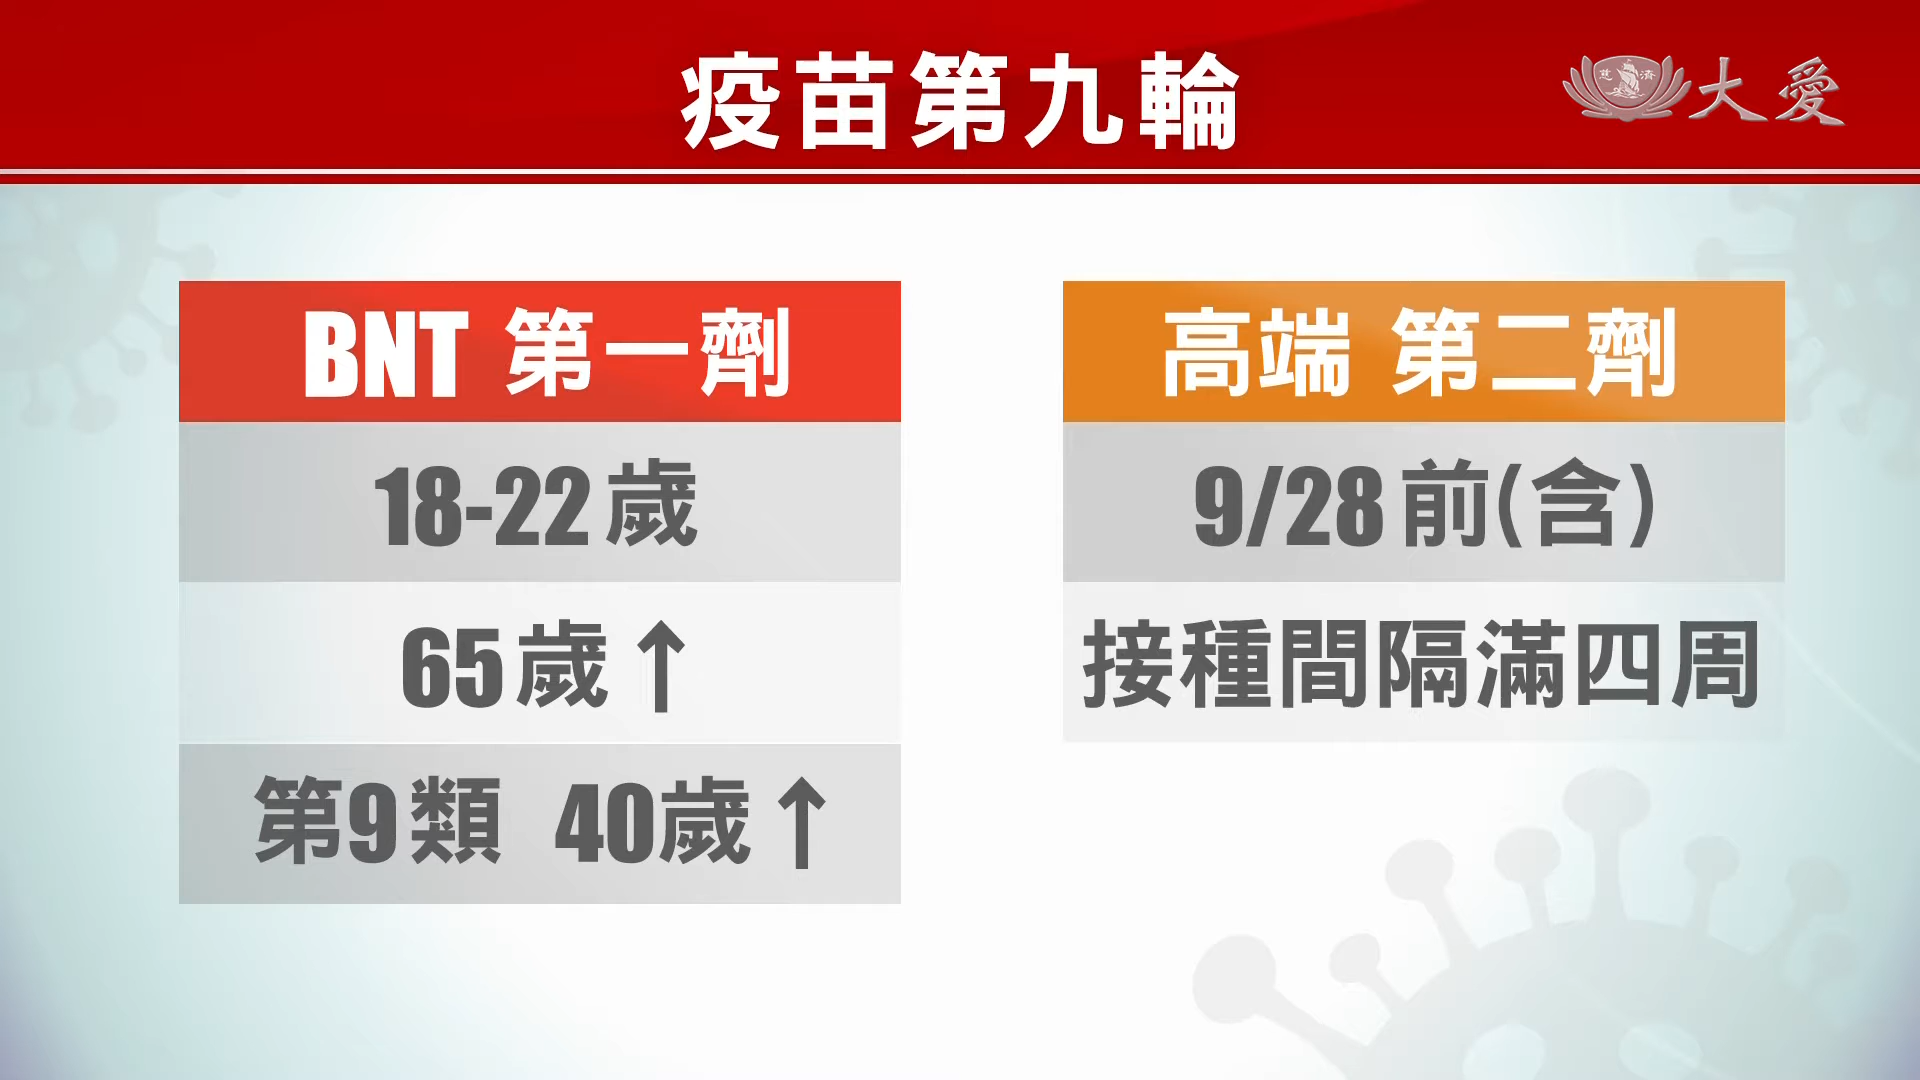 疫苗第九輪
慈濟
大愛
BNT 第一劑
18-22歲
65歲↑
第9類 40歲↑
高端 第二劑
9/28前(含)
接種間隔滿四周